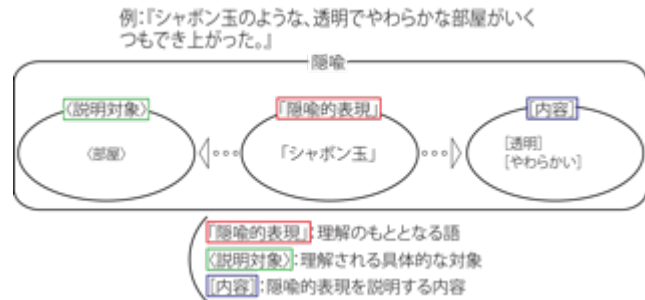 例:『シャボン玉のような、透明でやわらかな部屋がいく
つもでき上がった。』
隠喩
〈説明対象〉
「隠喩的表現」
[内容]
〈部屋〉
「シャボン玉」
[透明]
[やわらかい]
「隠喩的表現」:理解のもととなる語
〈説明対象〉:理解される具体的な対象
[内容]:隠喩的表現を説明する内容